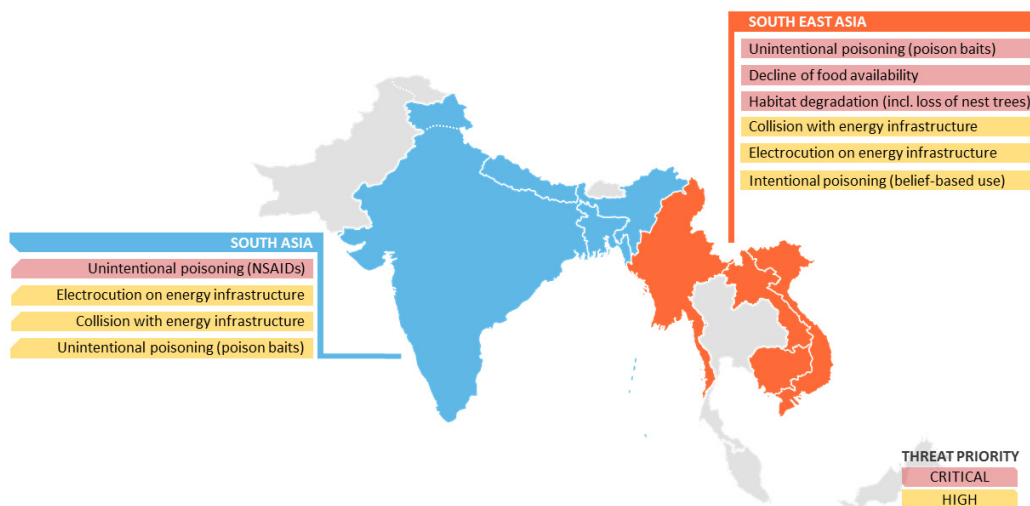 SOUTH EAST ASIA
Unintentional poisoning (poison baits)
Decline of food availability
Habitat degradation (incl. loss of nest trees)
Collision with energy infrastructure
Electrocution on energy infrastructure
Intentional poisoning (belief-based use)
SOUTH ASIA
Unintentional poisoning (NSAIDs)
Electrocution on energy infrastructure
Collision with energy infrastructure
Unintentional poisoning (poison baits)
THREAT PRIORITY
CRITICAL
HIGH